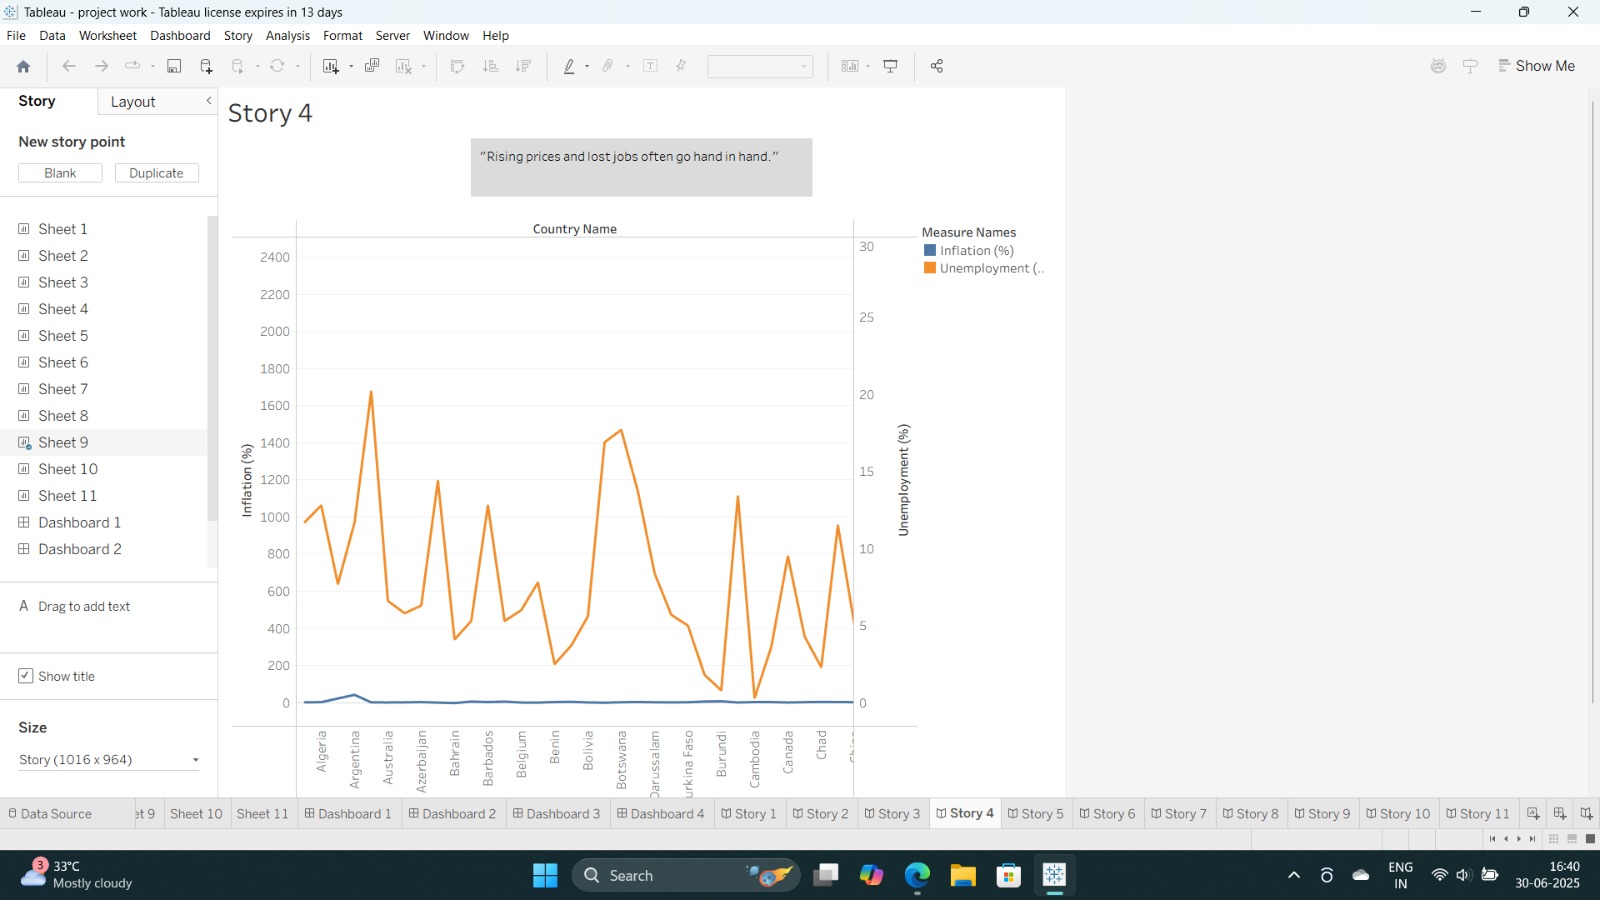 Tableau - project work - Tableau license expires in 13 days
File Data Worksheet Dashboard Story Analysis Format Server Window Help
Show Me
Story Layout
New story point
Blank Duplicate
Sheet 1
Sheet 2
Sheet 3
Sheet 4
Sheet 5
Sheet 6
Sheet 7
Sheet 8
Sheet 9
Sheet 10
Sheet 11
Dashboard 1
Dashboard 2
A Drag to add text
Show title
Size
Story (1016 x 964)
Story 4
"Rising prices and lost jobs often go hand in hand."
Country Name
Inflation (%)
2400
2200
2000
1800
1600
1400
1200
1000
800
600
400
200
0
30
25
20
15
10
5
0
Unemployment (%)
Measure Names
Inflation (%)
Unemployment (..
Algeria
Argentina
Australia
Azerbaijan
Bahrain
Barbados
Belgium
Benin
Bolivia
Botswana
Darussalam
urkina Faso
Burundi
Cambodia
Canada
Chad
Data Source et 9 Sheet 10 Sheet 11 Dashboard 1 Dashboard 2 Dashboard 3 Dashboard 4 Story 1 Story 2 Story 3 Story 4 Story 5 Story 6 Story 7 Story 8 Story 9 Story 10 Story 11
3
33°C
Mostly cloudy
Search
ENG
IN
16:40
30-06-2025